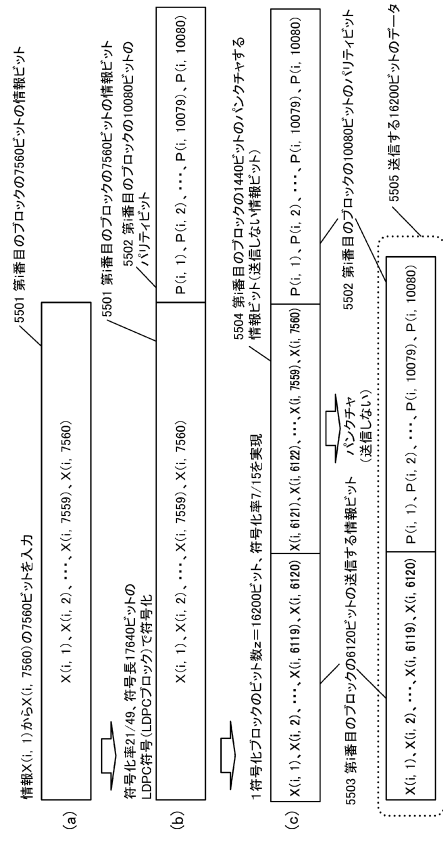 情報X(i, 1)からX(i, 7560)の7560ビットを入力
5501 第i番目のブロックの7560ビットの情報ビット
(a)
X(i, 1)、X(i, 2)、・・・、X(i, 7559)、X(i, 7560)
符号化率21/49、符号長17640ビットの
LDPC符号(LDPCブロック)で符号化
5501 第i番目のブロックの7560ビットの情報ビット
5502 第i番目のブロックの10080ビットの
パリティビット
(b)
X(i, 1)、X(i, 2)、・・・、X(i, 7559)、X(i, 7560)
P(i, 1)、P(i, 2)、・・・、P(i, 10079)、P(i, 10080)
1符号化ブロックのビット数z=16200ビット、符号化率7/15を実現
5504 第i番目のブロックの1440ビットのパンクチャする
情報ビット(送信しない情報ビット)
(c)
X(i, 1)、X(i, 2)、・・・、X(i, 6119)、X(i, 6120)
X(i, 6121)、X(i, 6122)、・・・、X(i, 7559)、X(i, 7560)
P(i, 1)、P(i, 2)、・・・、P(i, 10079)、P(i, 10080)
パンクチャ
(送信しない)
5503 第i番目のブロックの6120ビットの送信する情報ビット
5502 第i番目のブロックの10080ビットのパリティビット
5505 送信する16200ビットのデータ
X(i, 1)、X(i, 2)、・・・、X(i, 6119)、X(i, 6120)
P(i, 1)、P(i, 2)、・・・、P(i, 10079)、P(i, 10080)